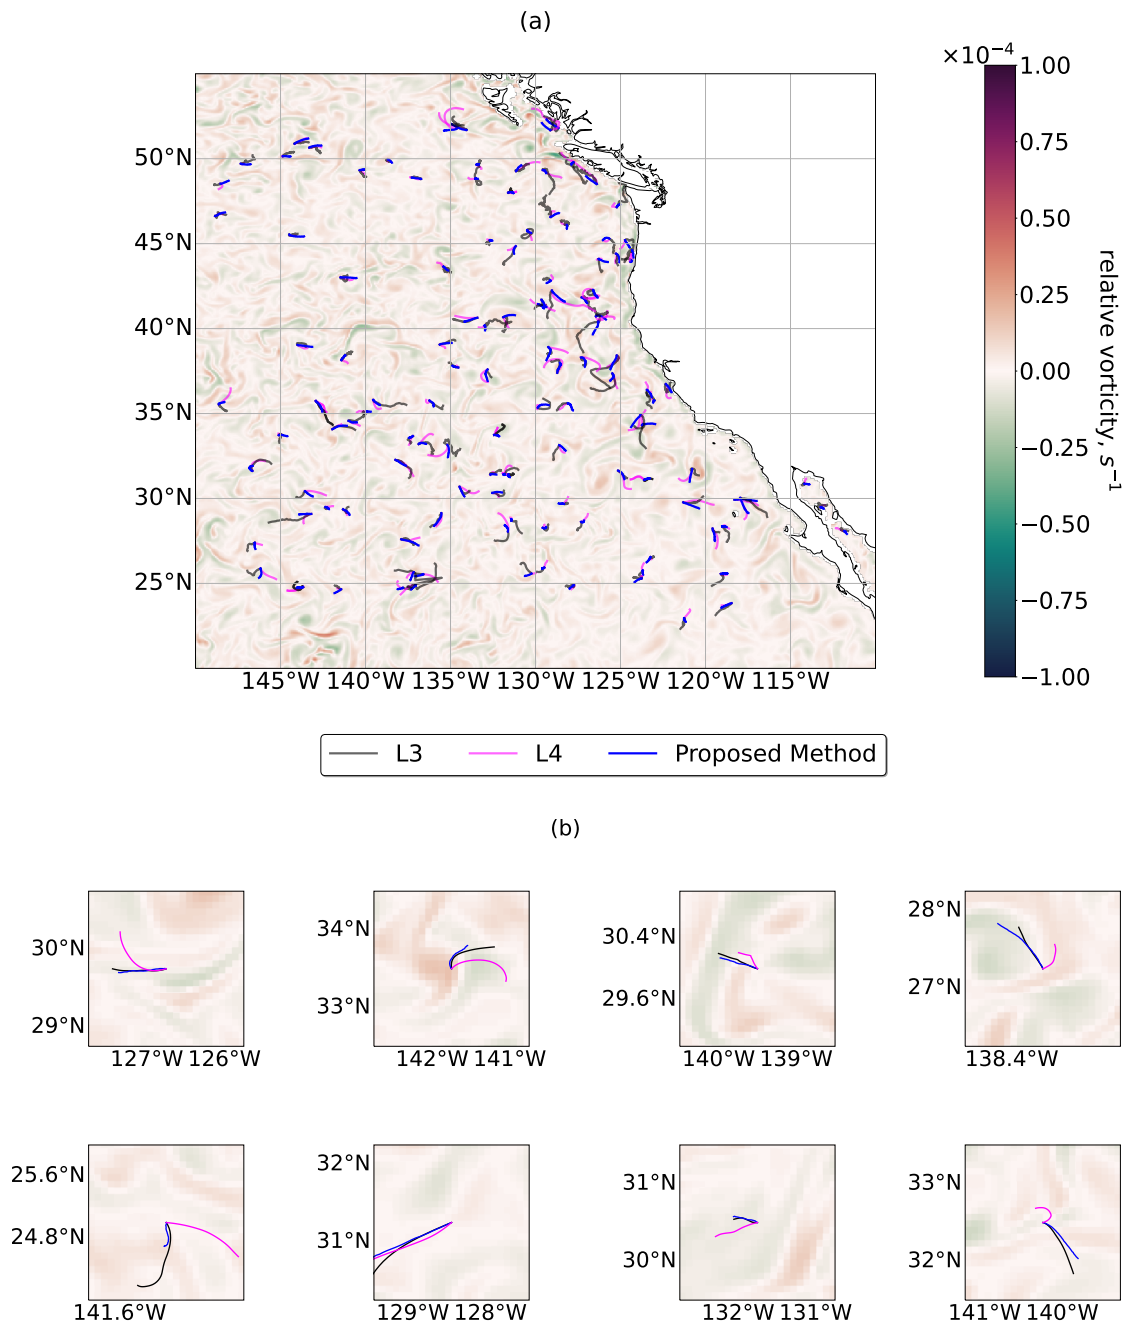 (a)
×10⁻⁴
1.00
0.75
0.50
0.25
0.00
−0.25
−0.50
−0.75
−1.00
relative vorticity, s⁻¹
50°N
45°N
40°N
35°N
30°N
25°N
145°W 140°W 135°W 130°W 125°W 120°W 115°W
L3 L4 Proposed Method
(b)
30°N
29°N
127°W 126°W
34°N
33°N
142°W 141°W
30.4°N
29.6°N
140°W 139°W
28°N
27°N
138.4°W
25.6°N
24.8°N
141.6°W
32°N
31°N
129°W 128°W
31°N
30°N
132°W 131°W
33°N
32°N
141°W 140°W